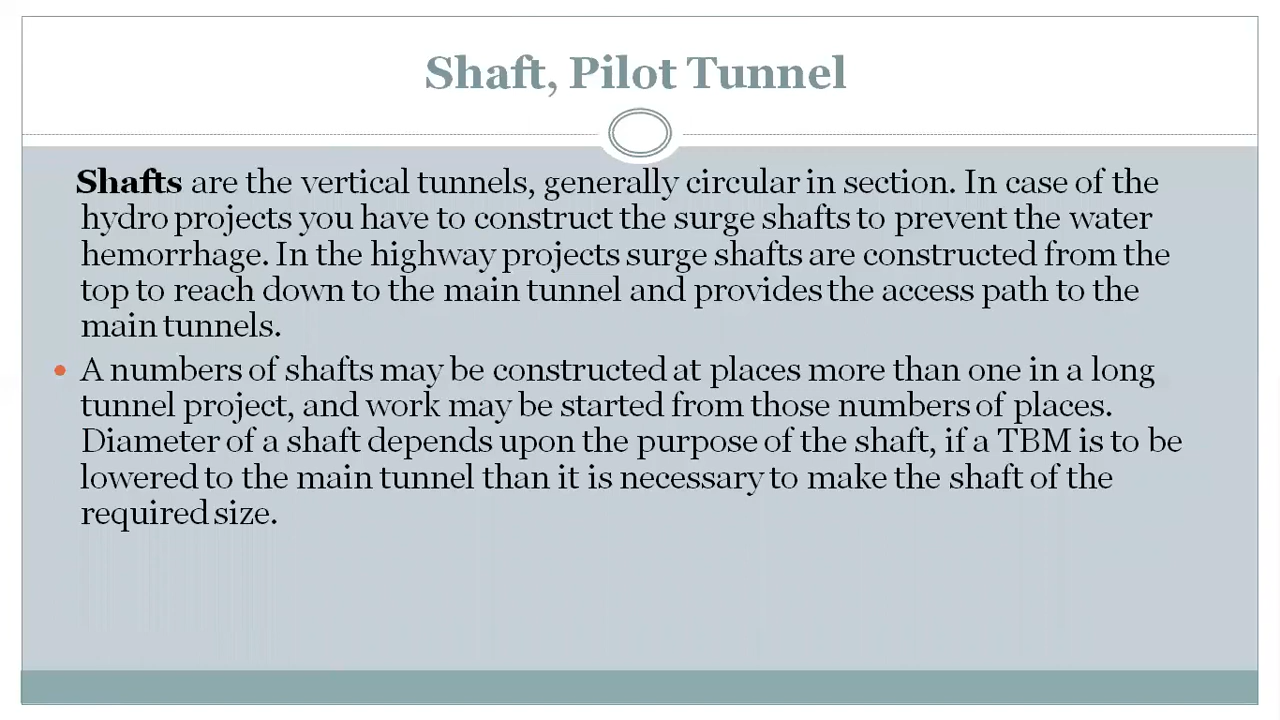 Shaft, Pilot Tunnel
Shafts are the vertical tunnels, generally circular in section. In case of the
hydro projects you have to construct the surge shafts to prevent the water
hemorrhage. In the highway projects surge shafts are constructed from the
top to reach down to the main tunnel and provides the access path to the
main tunnels.
• A numbers of shafts may be constructed at places more than one in a long
tunnel project, and work may be started from those numbers of places.
Diameter of a shaft depends upon the purpose of the shaft, if a TBM is to be
lowered to the main tunnel than it is necessary to make the shaft of the
required size.